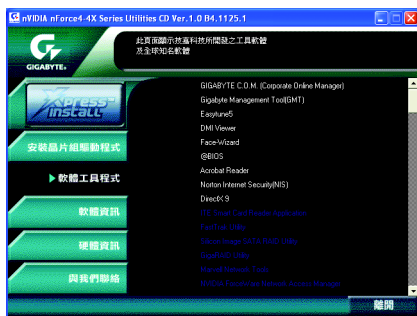 nVIDIA nForce4-4X Series Utilities CD Ver.1.0 B4.1125.1
GIGABYTE
此頁面顯示技嘉科技所開發之工具軟體
及全球知名軟體
Xpress™
INSTALL
安裝晶片組驅動程式
軟體工具程式
軟體資訊
硬體資訊
與我們聯絡
GIGABYTE C.O.M. (Corporate Online Manager)
Gigabyte Management Tool(GMT)
Easytune5
DMI Viewer
Face-Wizard
@BIOS
Acrobat Reader
Norton Internet Security(NIS)
DirectX 9
離開